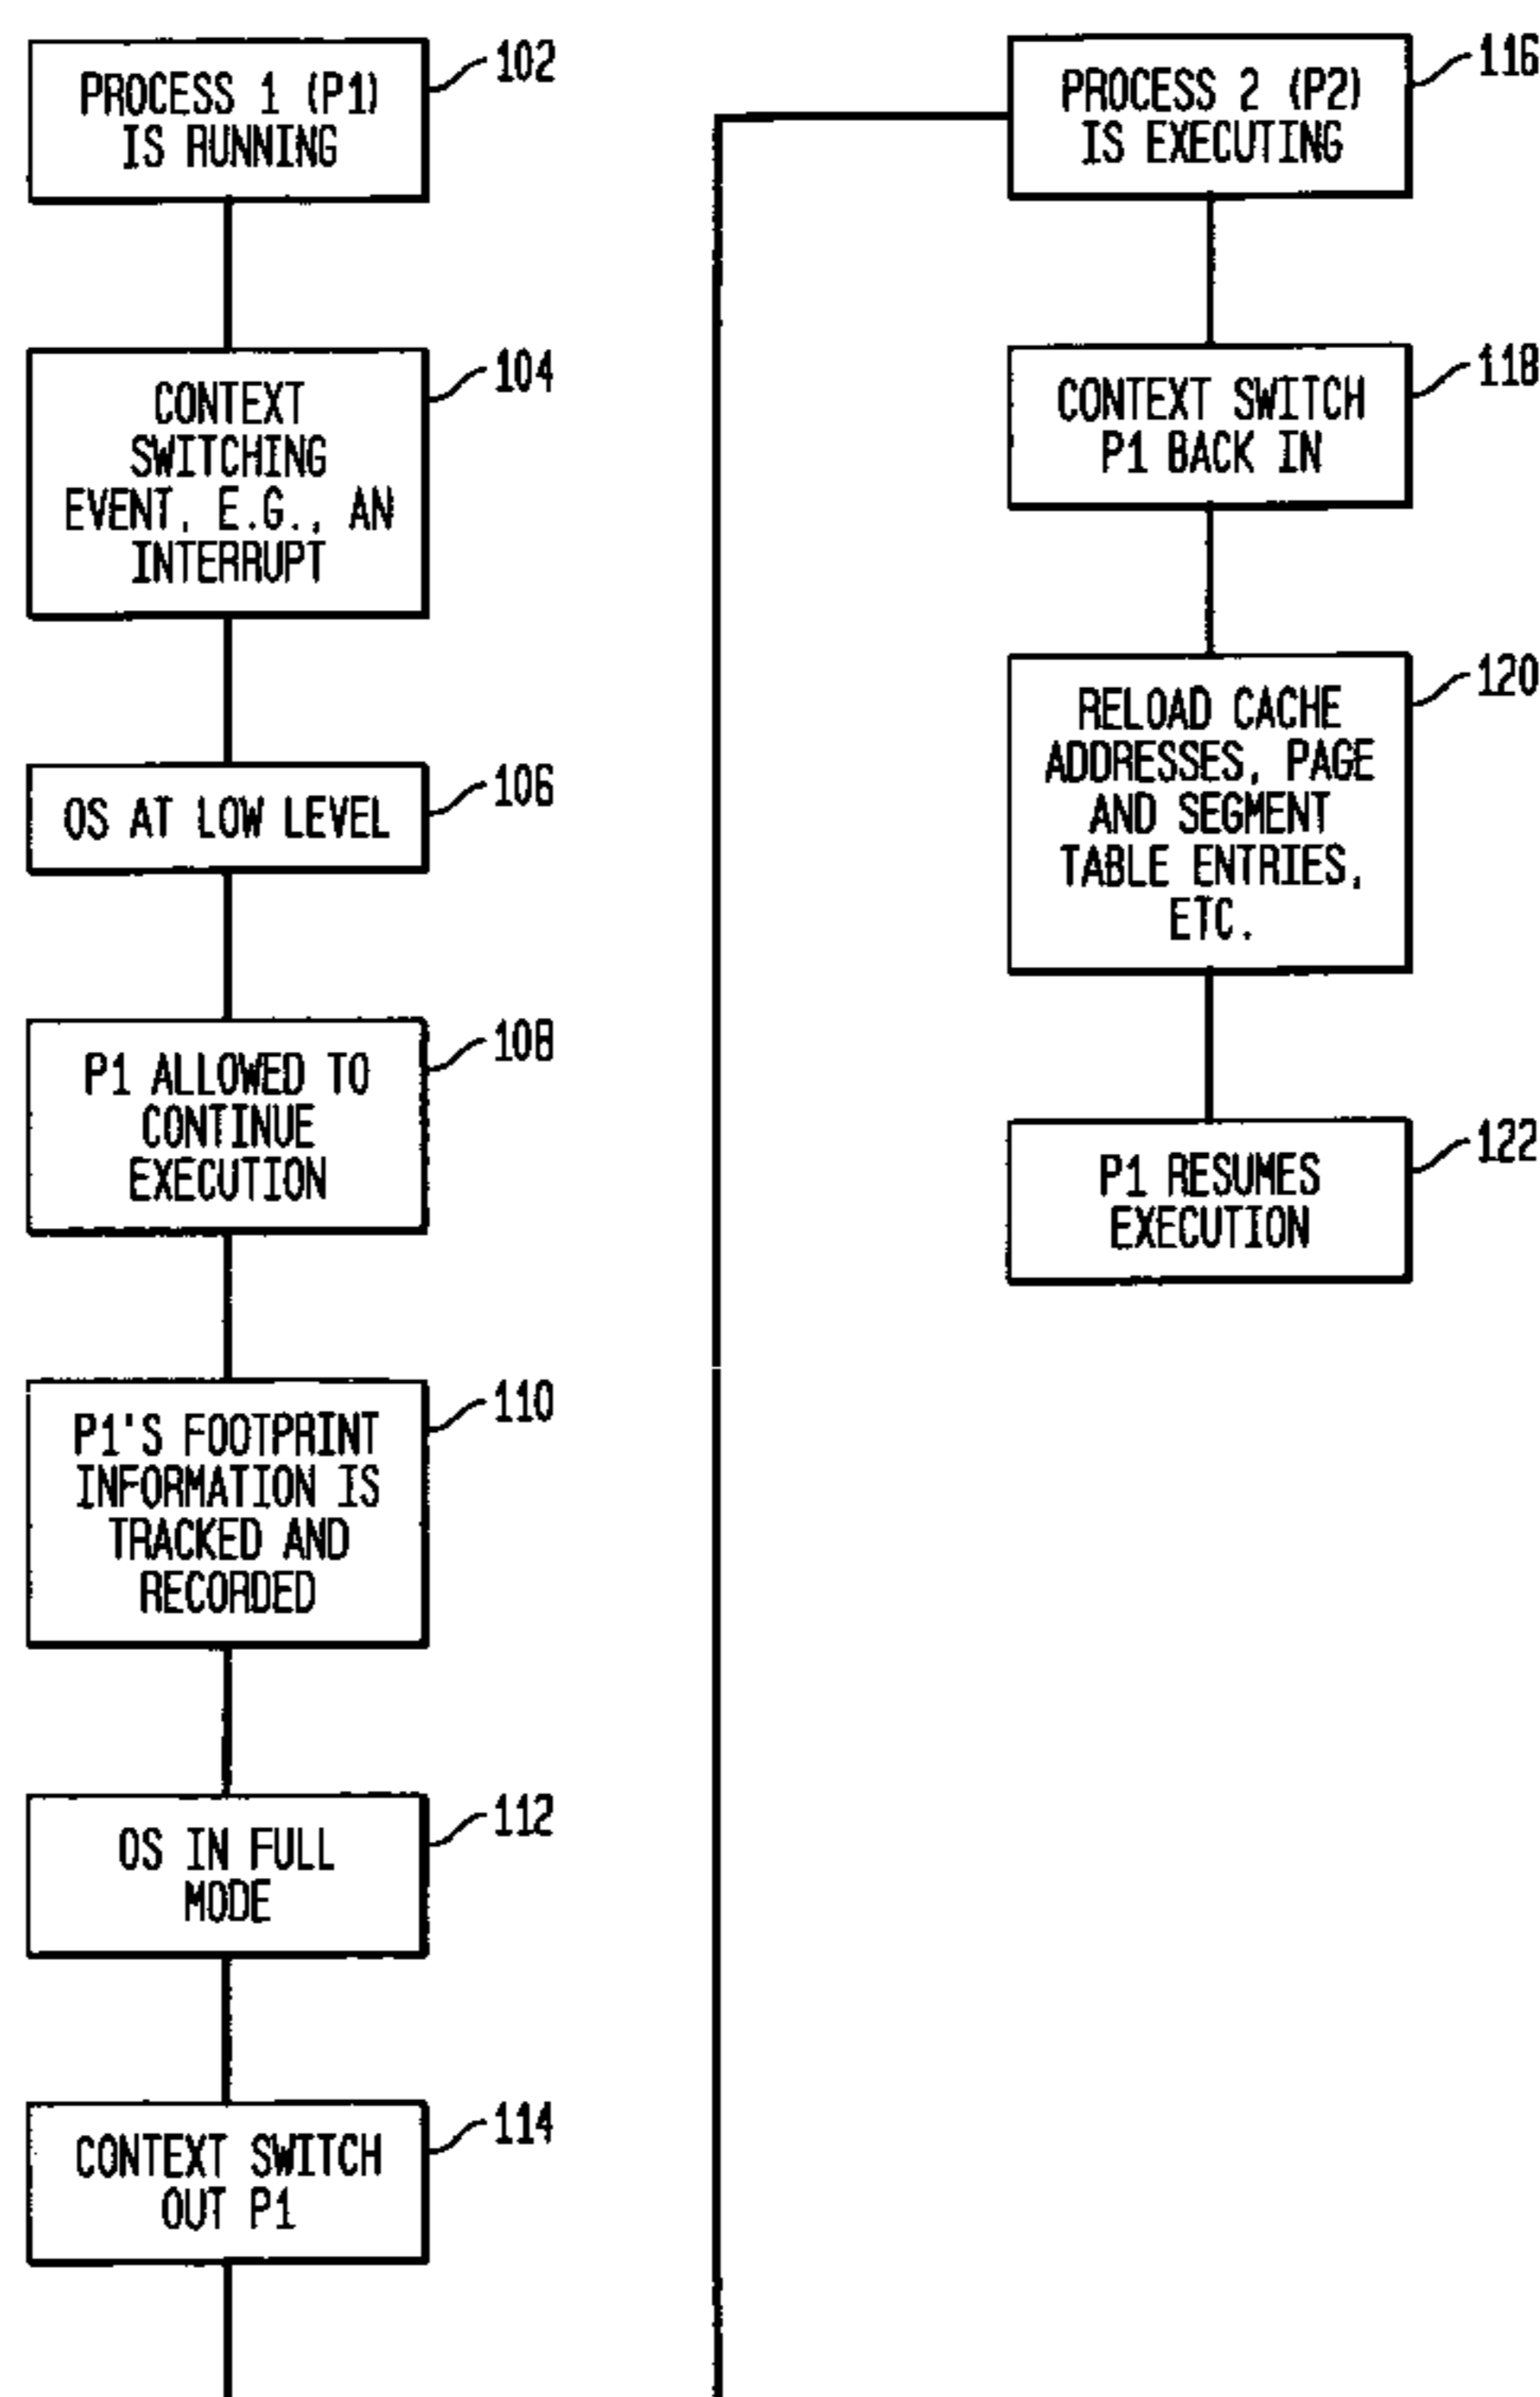 PROCESS 1 (P1)
IS RUNNING
102
CONTEXT
SWITCHING
EVENT, E.G., AN
INTERRUPT
104
OS AT LOW LEVEL
106
P1 ALLOWED TO
CONTINUE
EXECUTION
108
P1'S FOOTPRINT
INFORMATION IS
TRACKED AND
RECORDED
110
OS IN FULL
MODE
112
CONTEXT SWITCH
OUT P1
114
PROCESS 2 (P2)
IS EXECUTING
116
CONTEXT SWITCH
P1 BACK IN
118
RELOAD CACHE
ADDRESSES, PAGE
AND SEGMENT
TABLE ENTRIES,
ETC.
120
P1 RESUMES
EXECUTION
122